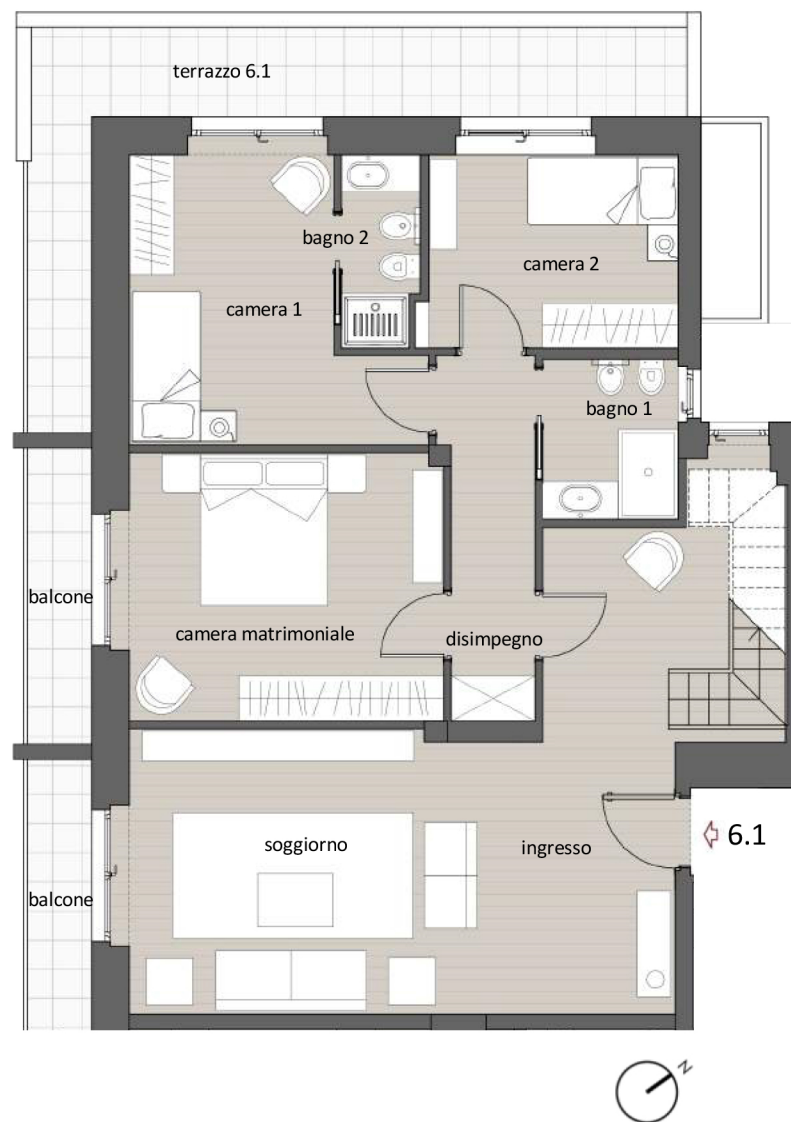 terrazzo 6.1
bagno 2
camera 2
camera 1
bagno 1
balcone
camera matrimoniale
disimpegno
soggiorno
ingresso
6.1
balcone
N